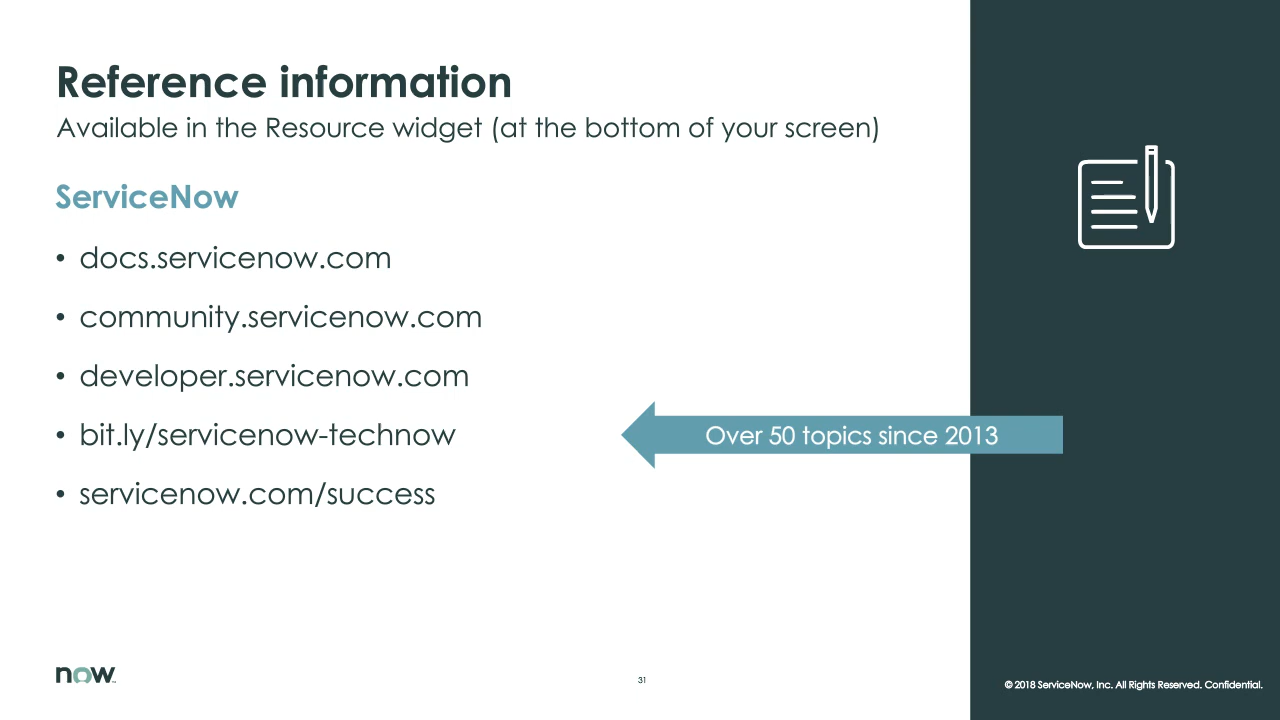 Reference information
Available in the Resource widget (at the bottom of your screen)
ServiceNow
• docs.servicenow.com
• community.servicenow.com
• developer.servicenow.com
• bit.ly/servicenow-technow
Over 50 topics since 2013
• servicenow.com/success
now
31
© 2018 ServiceNow, Inc. All Rights Reserved. Confidential.